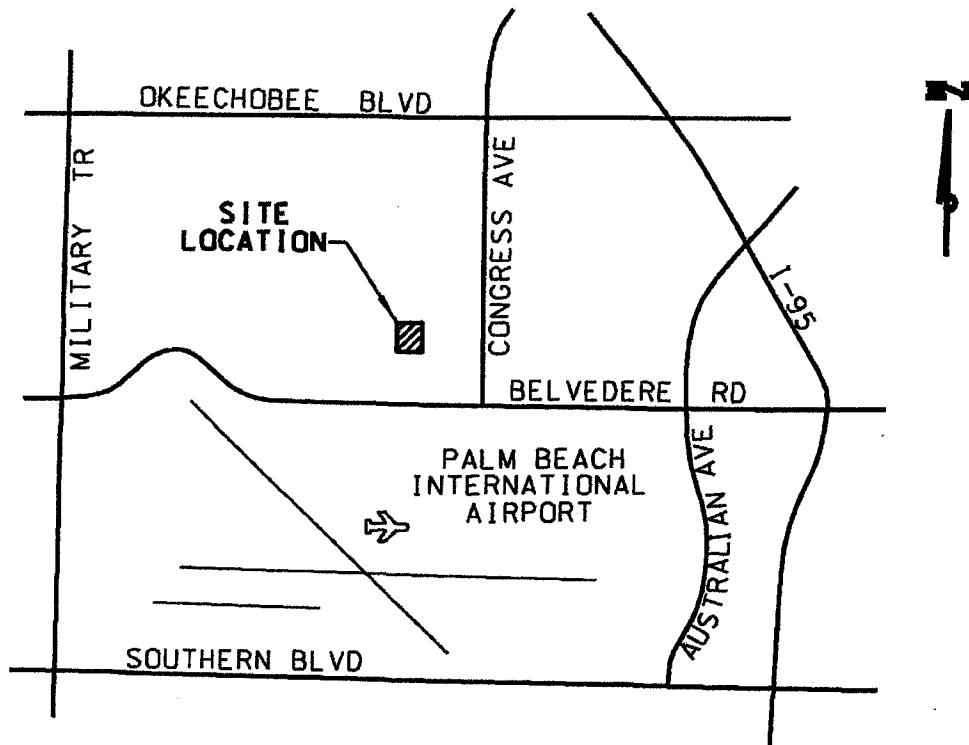 OKEECHOBEE BLVD
N
MILITARY TR
CONGRESS AVE
SITE
LOCATION
I-95
BELVEDERE RD
PALM BEACH
INTERNATIONAL
AIRPORT
AUSTRALIAN AVE
SOUTHERN BLVD